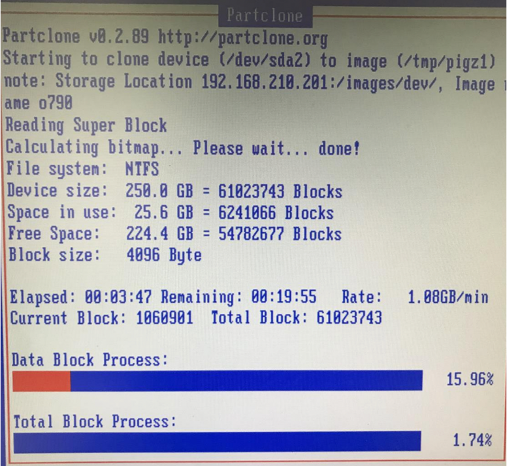 Partclone
Partclone v0.2.89 http://partclone.org
Starting to clone device (/dev/sda2) to image (/tmp/pigz1)
note: Storage Location 192.168.210.201:/images/dev/, Image
ame o790
Reading Super Block
Calculating bitmap... Please wait... done!
File system: NTFS
Device size: 250.0 GB = 61023743 Blocks
Space in use: 25.6 GB = 6241066 Blocks
Free Space: 224.4 GB = 54782677 Blocks
Block size: 4096 Byte
Elapsed: 00:03:47 Remaining: 00:19:55 Rate: 1.08GB/min
Current Block: 1060901 Total Block: 61023743
Data Block Process:
15.96%
Total Block Process:
1.74%